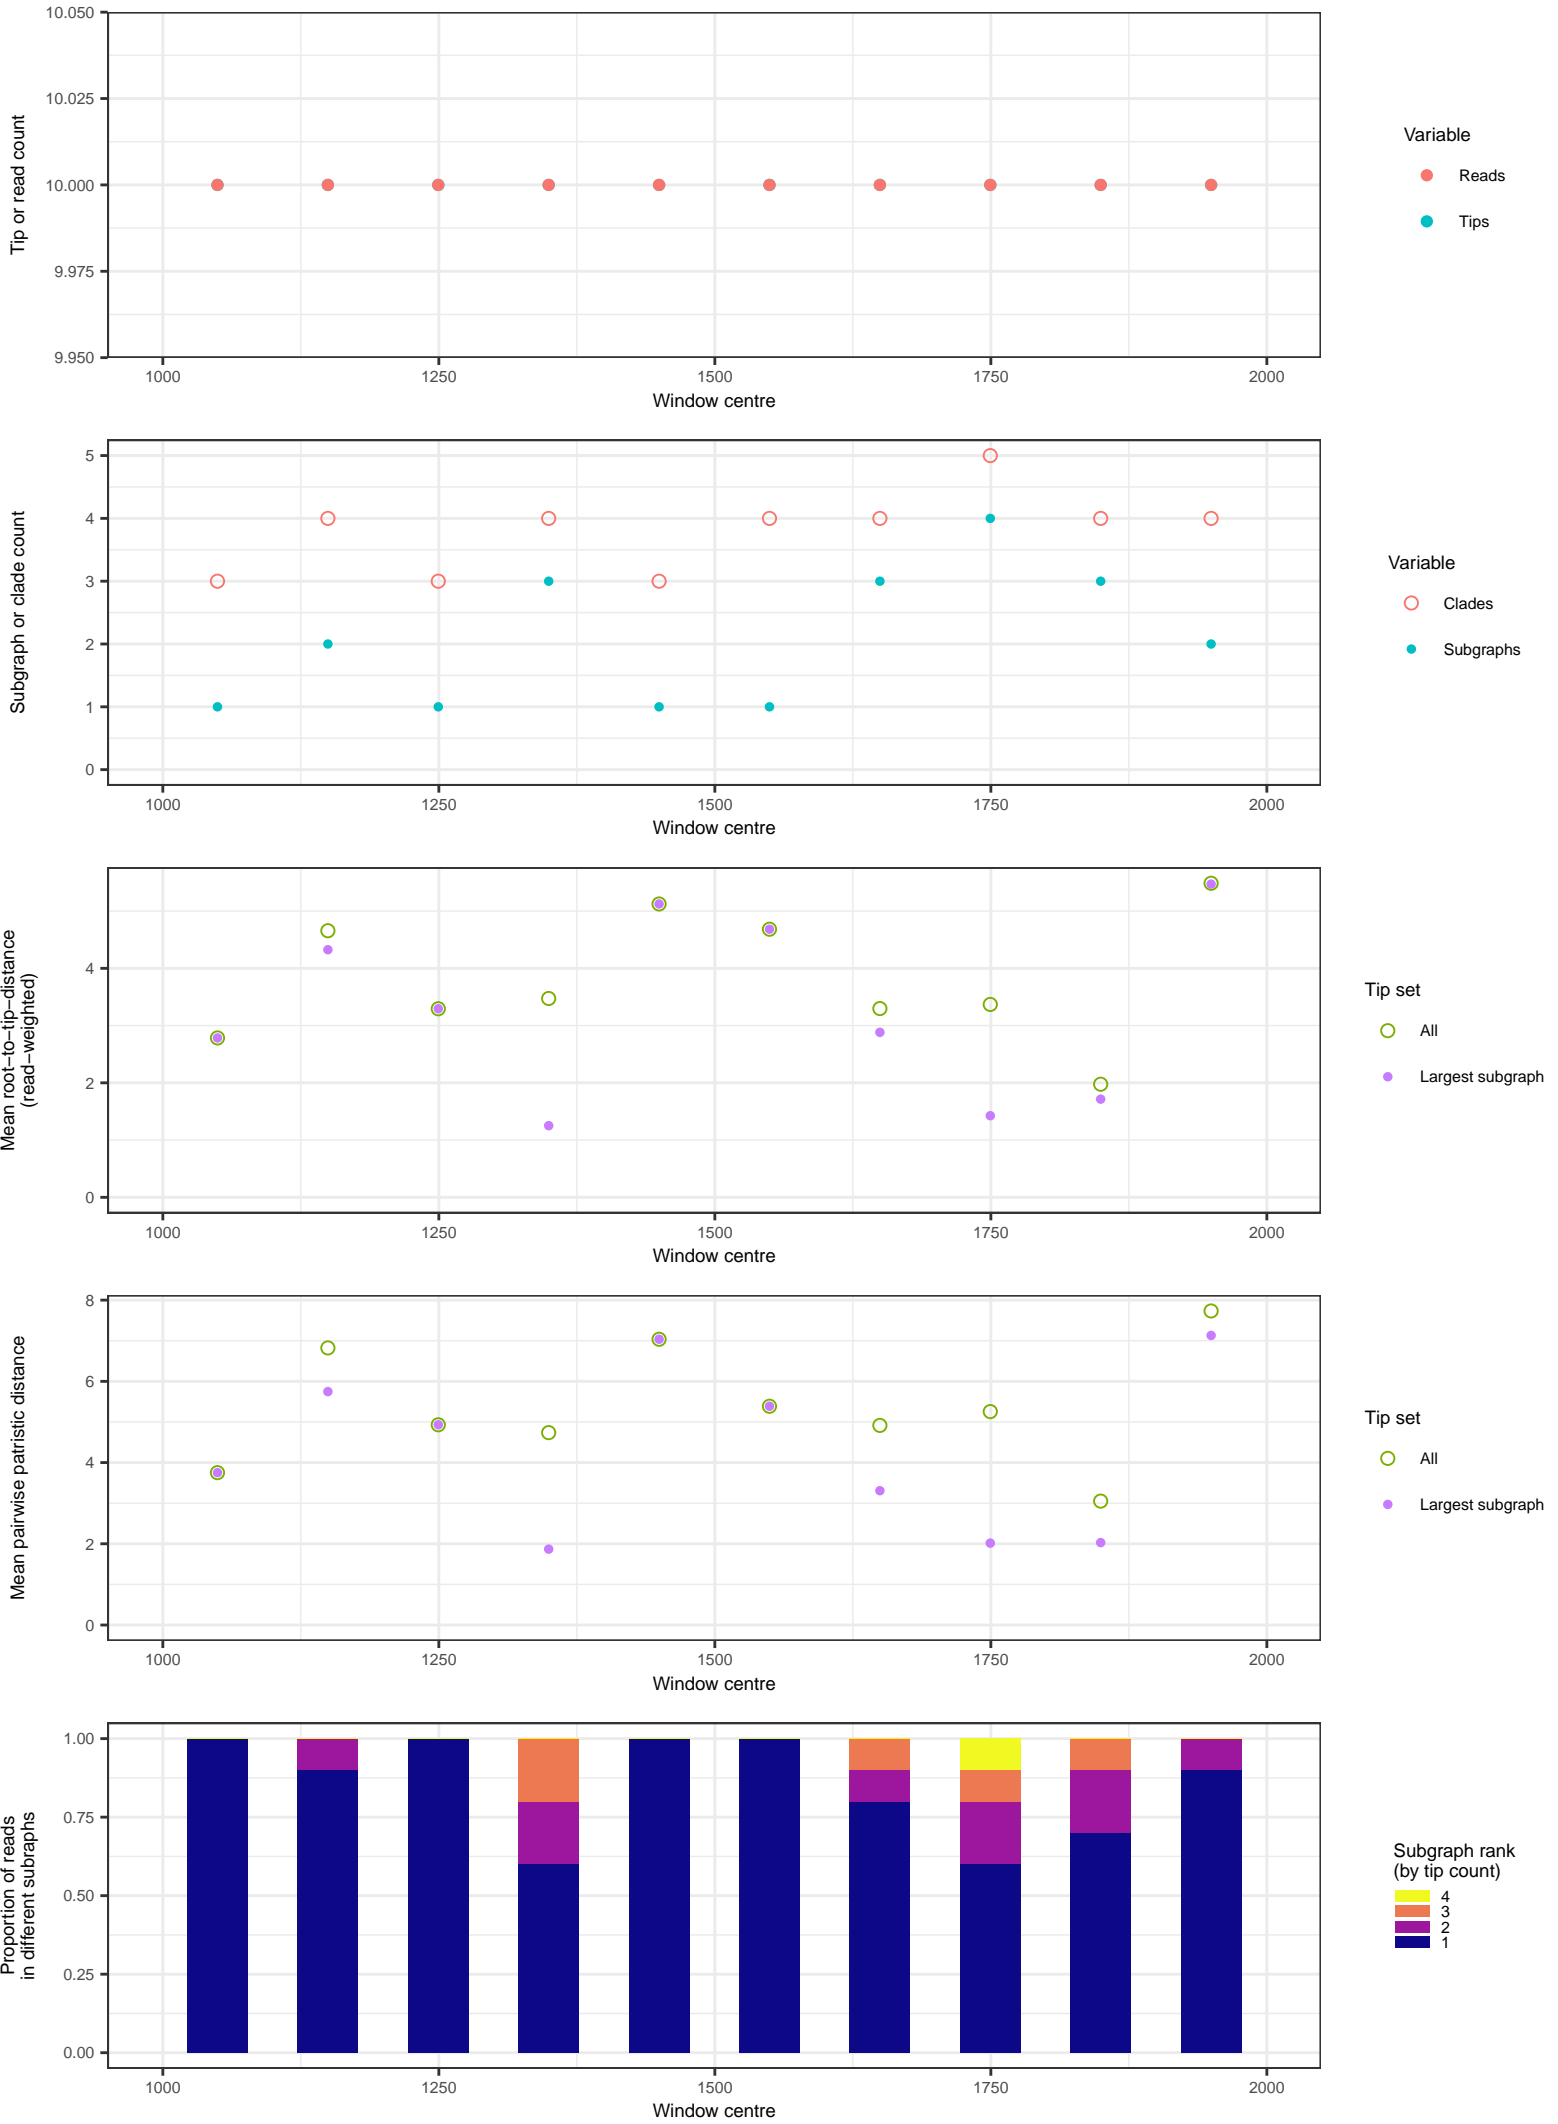 10.050
10.025
10.000
9.975
9.950
Tip or read count
1000 1250 1500 1750 2000
Window centre
Variable
Reads
Tips
5
4
3
2
1
0
Subgraph or clade count
1000 1250 1500 1750 2000
Window centre
Variable
Clades
Subgraphs
4
2
0
Mean root−to−tip−distance
(read−weighted)
1000 1250 1500 1750 2000
Window centre
Tip set
All
Largest subgraph
8
6
4
2
0
Mean pairwise patristic distance
1000 1250 1500 1750 2000
Window centre
Tip set
All
Largest subgraph
1.00
0.75
0.50
0.25
0.00
Proportion of reads
in different subraphs
1000 1250 1500 1750 2000
Window centre
Subgraph rank
(by tip count)
4
3
2
1